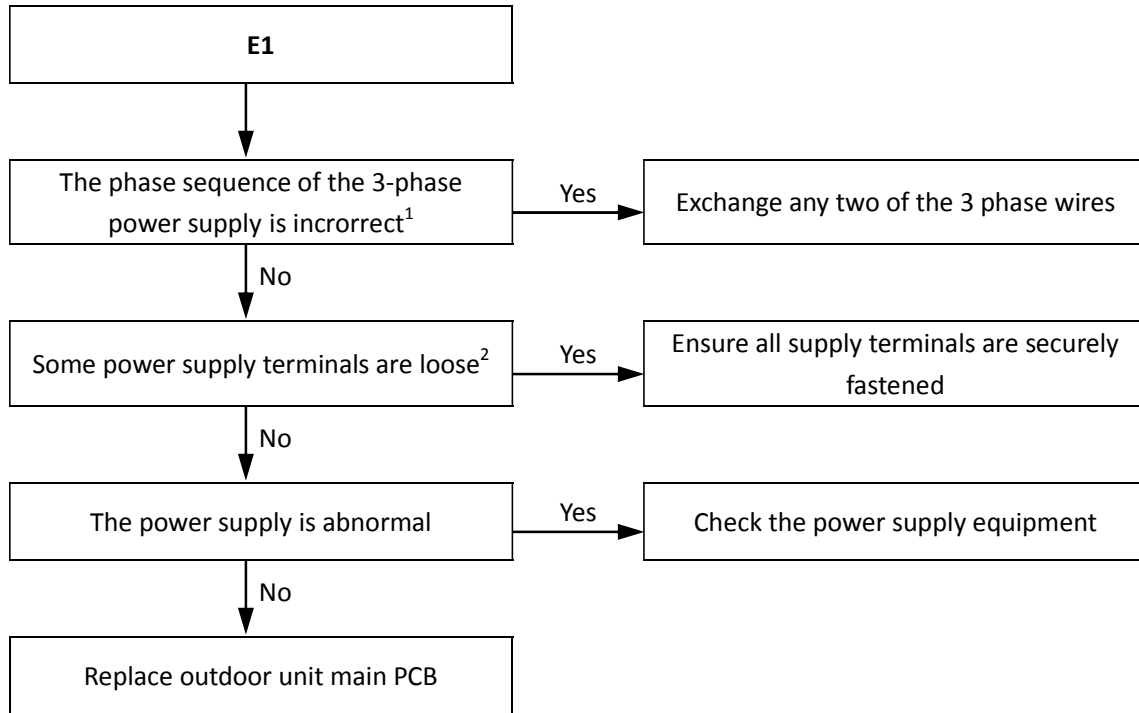 E1
The phase sequence of the 3-phase
power supply is incrorrect¹
Yes
Exchange any two of the 3 phase wires
No
Some power supply terminals are loose²
Yes
Ensure all supply terminals are securely
fastened
No
The power supply is abnormal
Yes
Check the power supply equipment
No
Replace outdoor unit main PCB